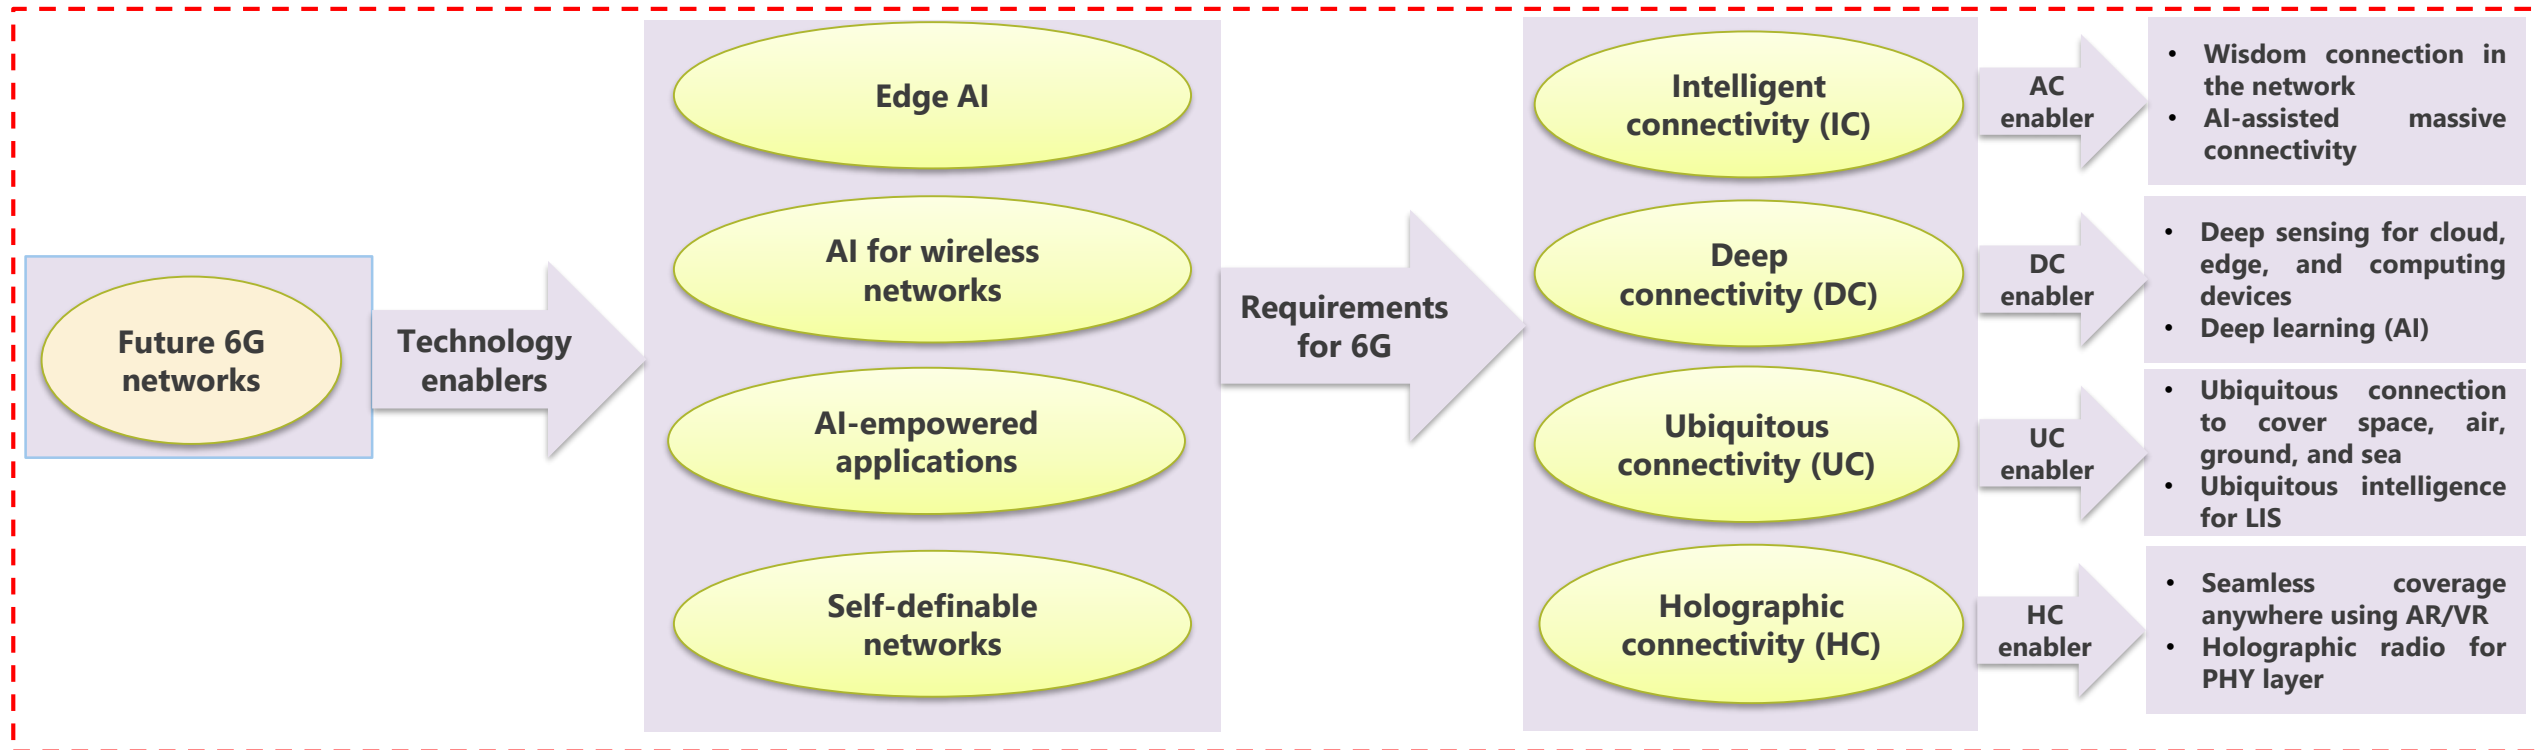 Future 6G
networks
Technology
enablers
Edge AI
AI for wireless
networks
AI-empowered
applications
Self-definable
networks
Requirements
for 6G
Intelligent
connectivity (IC)
Deep
connectivity (DC)
Ubiquitous
connectivity (UC)
Holographic
connectivity (HC)
AC
enabler
• Wisdom connection in
the network
• AI-assisted massive
connectivity
DC
enabler
• Deep sensing for cloud,
edge, and computing
devices
• Deep learning (AI)
UC
enabler
• Ubiquitous connection
to cover space, air,
ground, and sea
• Ubiquitous intelligence
for LIS
HC
enabler
• Seamless coverage
anywhere using AR/VR
• Holographic radio for
PHY layer